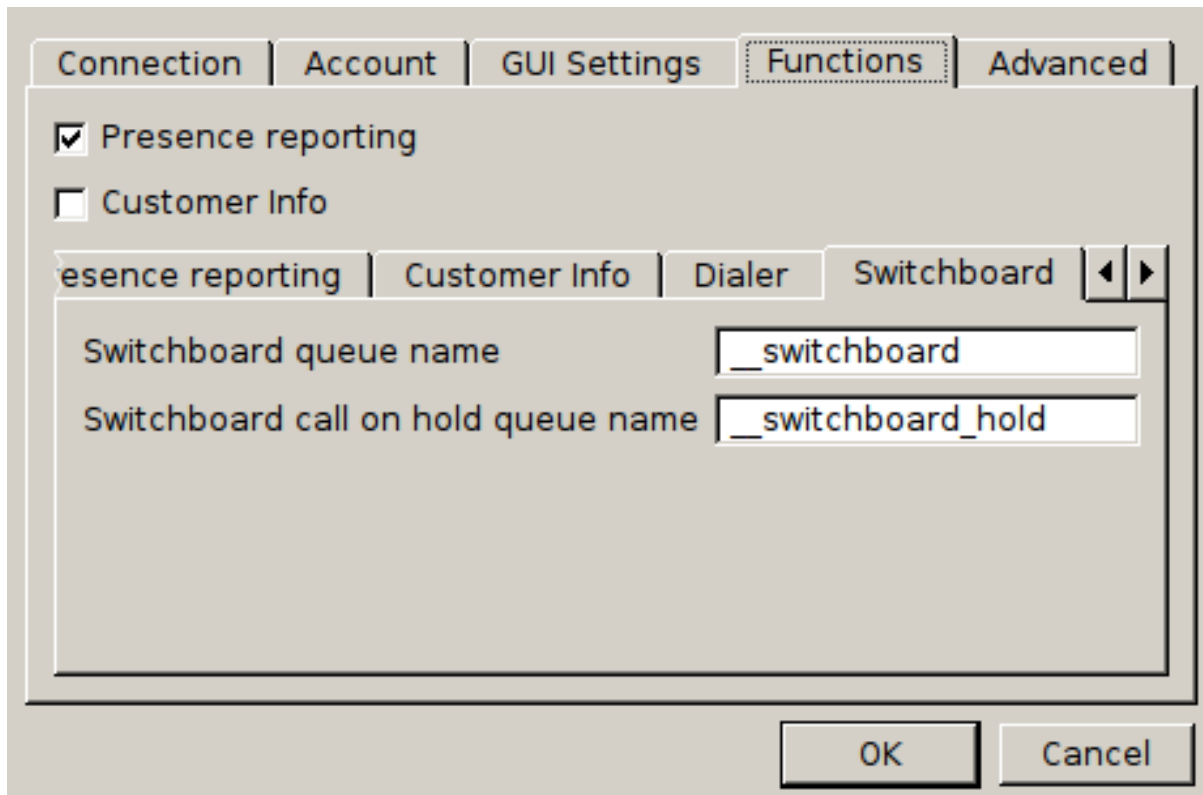 Connection Account GUI Settings Functions Advanced
Presence reporting
Customer Info
esence reporting Customer Info Dialer Switchboard
Switchboard queue name __switchboard
Switchboard call on hold queue name __switchboard_hold
OK Cancel